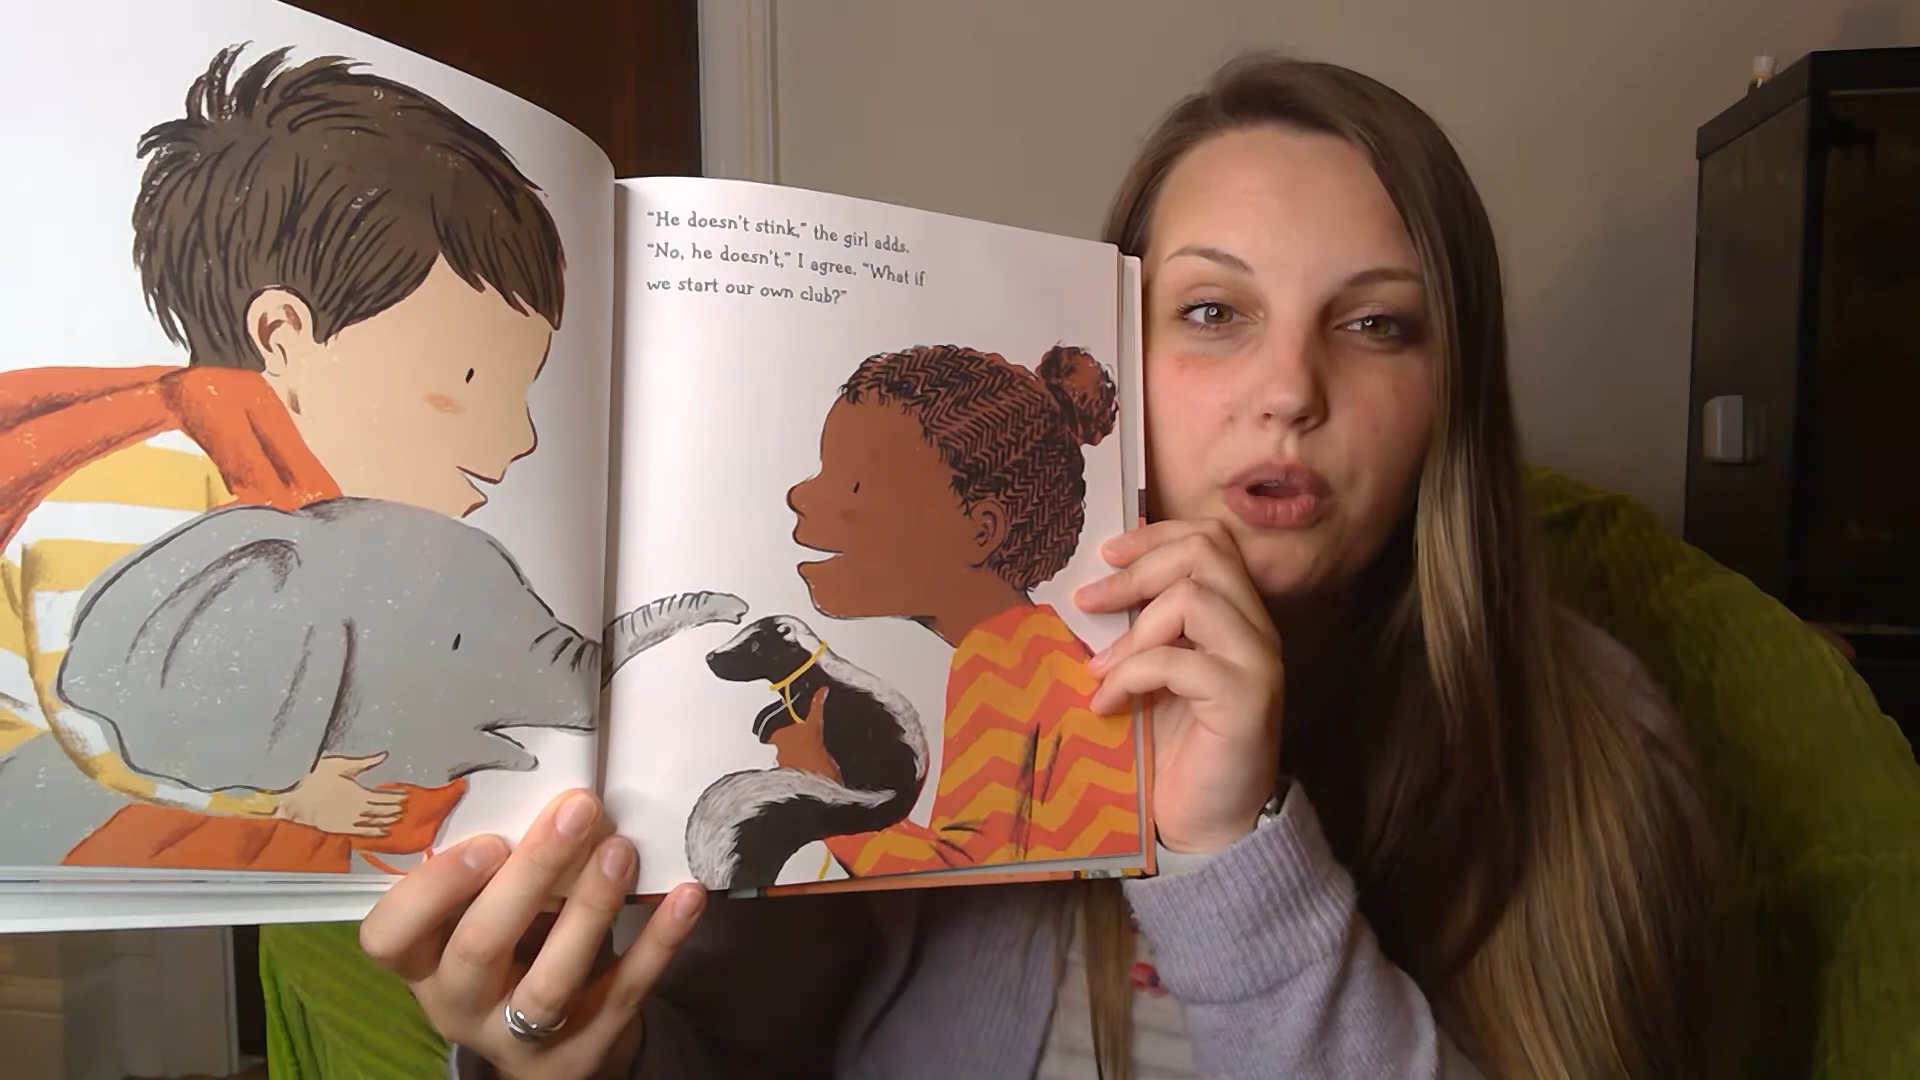 “He doesn't stink,” the girl adds.
“No, he doesn't,” I agree. “What if
we start our own club?”